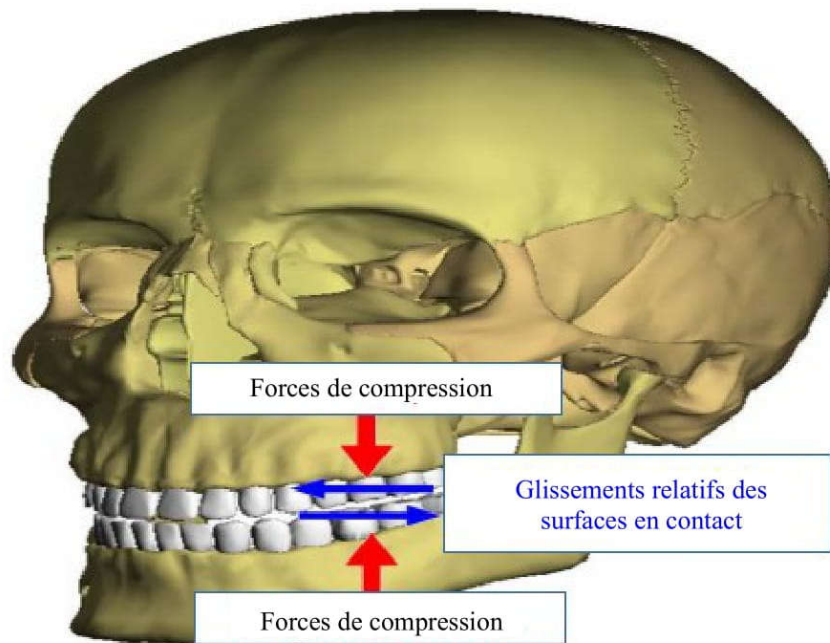 Forces de compression
Glissements relatifs des
surfaces en contact
Forces de compression